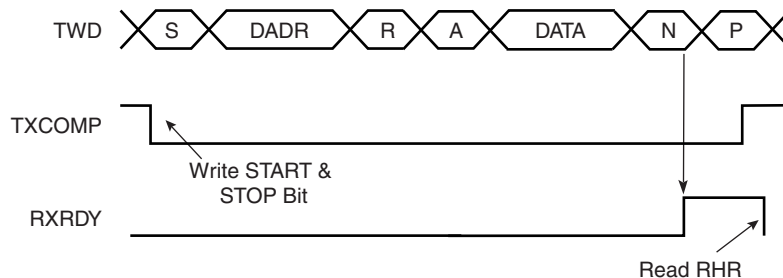 TWD S DADR R A DATA N P
TXCOMP
Write START &
STOP Bit
RXRDY
Read RHR